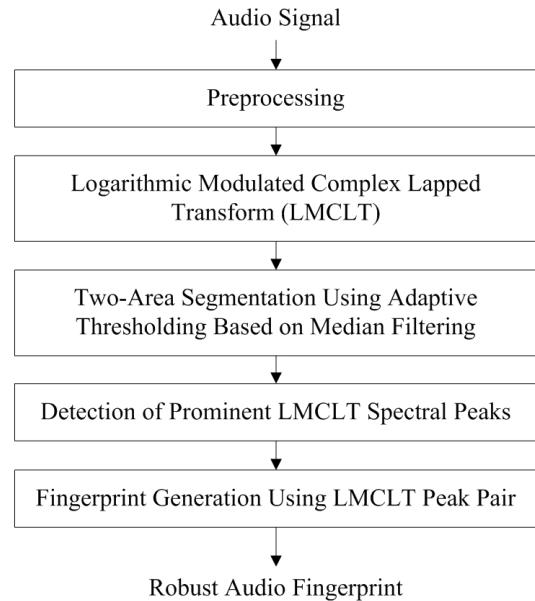 Audio Signal
Preprocessing
Logarithmic Modulated Complex Lapped
Transform (LMCLT)
Two-Area Segmentation Using Adaptive
Thresholding Based on Median Filtering
Detection of Prominent LMCLT Spectral Peaks
Fingerprint Generation Using LMCLT Peak Pair
Robust Audio Fingerprint